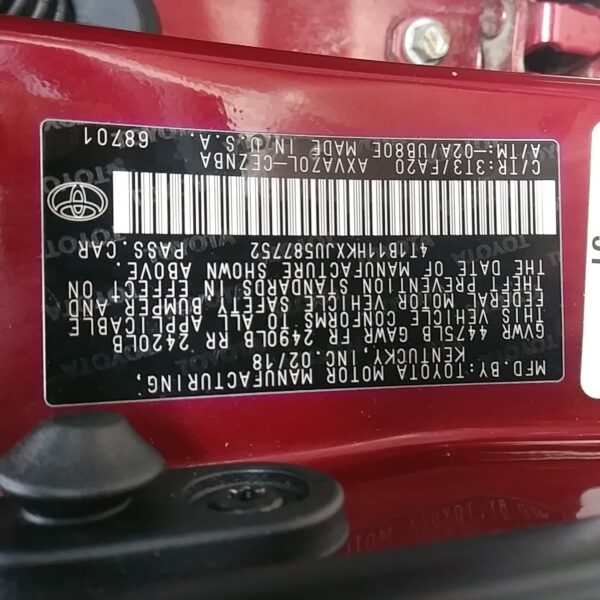 MFD.BY:TOYOTA MOTOR MANUFACTURING,
KENTUCKY, INC. 02/18
GVWR 4475LB GAWR FR 2490LB RR 2420LB
THIS VEHICLE CONFORMS TO ALL APPLICABLE
FEDERAL MOTOR VEHICLE SAFETY, BUMPER, AND
THEFT PREVENTION STANDARDS IN EFFECT ON
THE DATE OF MANUFACTURE SHOWN ABOVE.
4T1B11HKXJU587752 PASS.CAR
C/TR:3T3/FA20 AXVA70L-CEZNBA
A/TM:-02A/UB80E MADE IN U.S.A. 68701